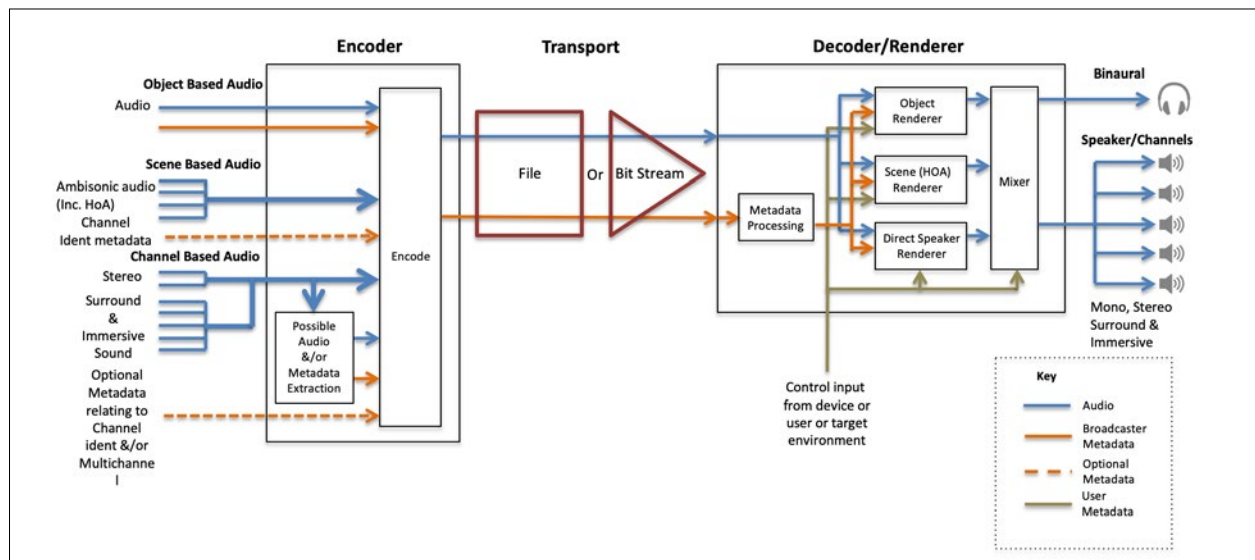 Encoder
Transport
Decoder/Renderer
Object Based Audio
Audio
Scene Based Audio
Ambisonic audio
(Inc. HoA)
Channel
Ident metadata
Channel Based Audio
Stereo
Surround
&
Immersive
Sound
Optional
Metadata
relating to
Channel
ident &/or
Multichanne
l
Possible
Audio
&/or
Metadata
Extraction
Encode
File
Or
Bit Stream
Metadata
Processing
Object
Renderer
Scene (HOA)
Renderer
Direct Speaker
Renderer
Mixer
Control input
from device or
user or target
environment
Binaural
Speaker/Channels
Mono, Stereo
Surround &
Immersive
Key
Audio
Broadcaster
Metadata
Optional
Metadata
User
Metadata